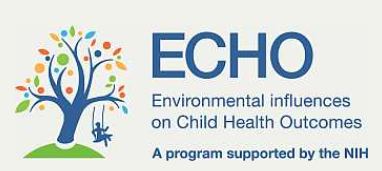 ECHO
Environmental influences
on Child Health Outcomes
A program supported by the NIH